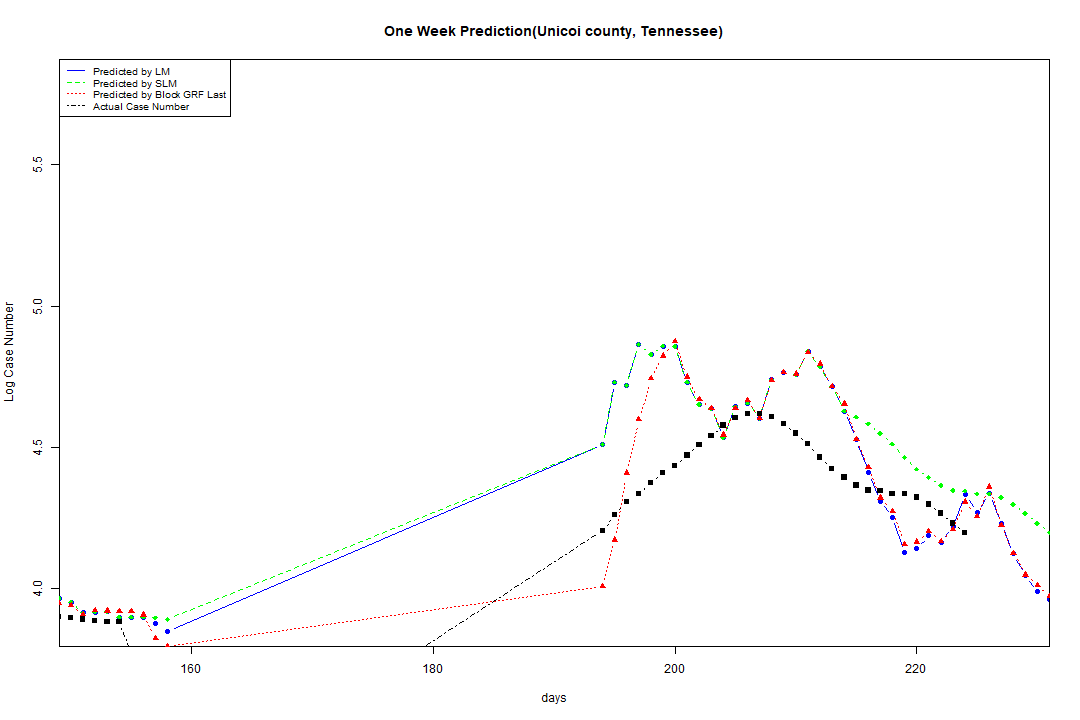 One Week Prediction(Unicoi county, Tennessee)
Predicted by LM
Predicted by SLM
Predicted by Block GRF Last
Actual Case Number
5.5
5.0
4.5
4.0
Log Case Number
160
180
200
220
days